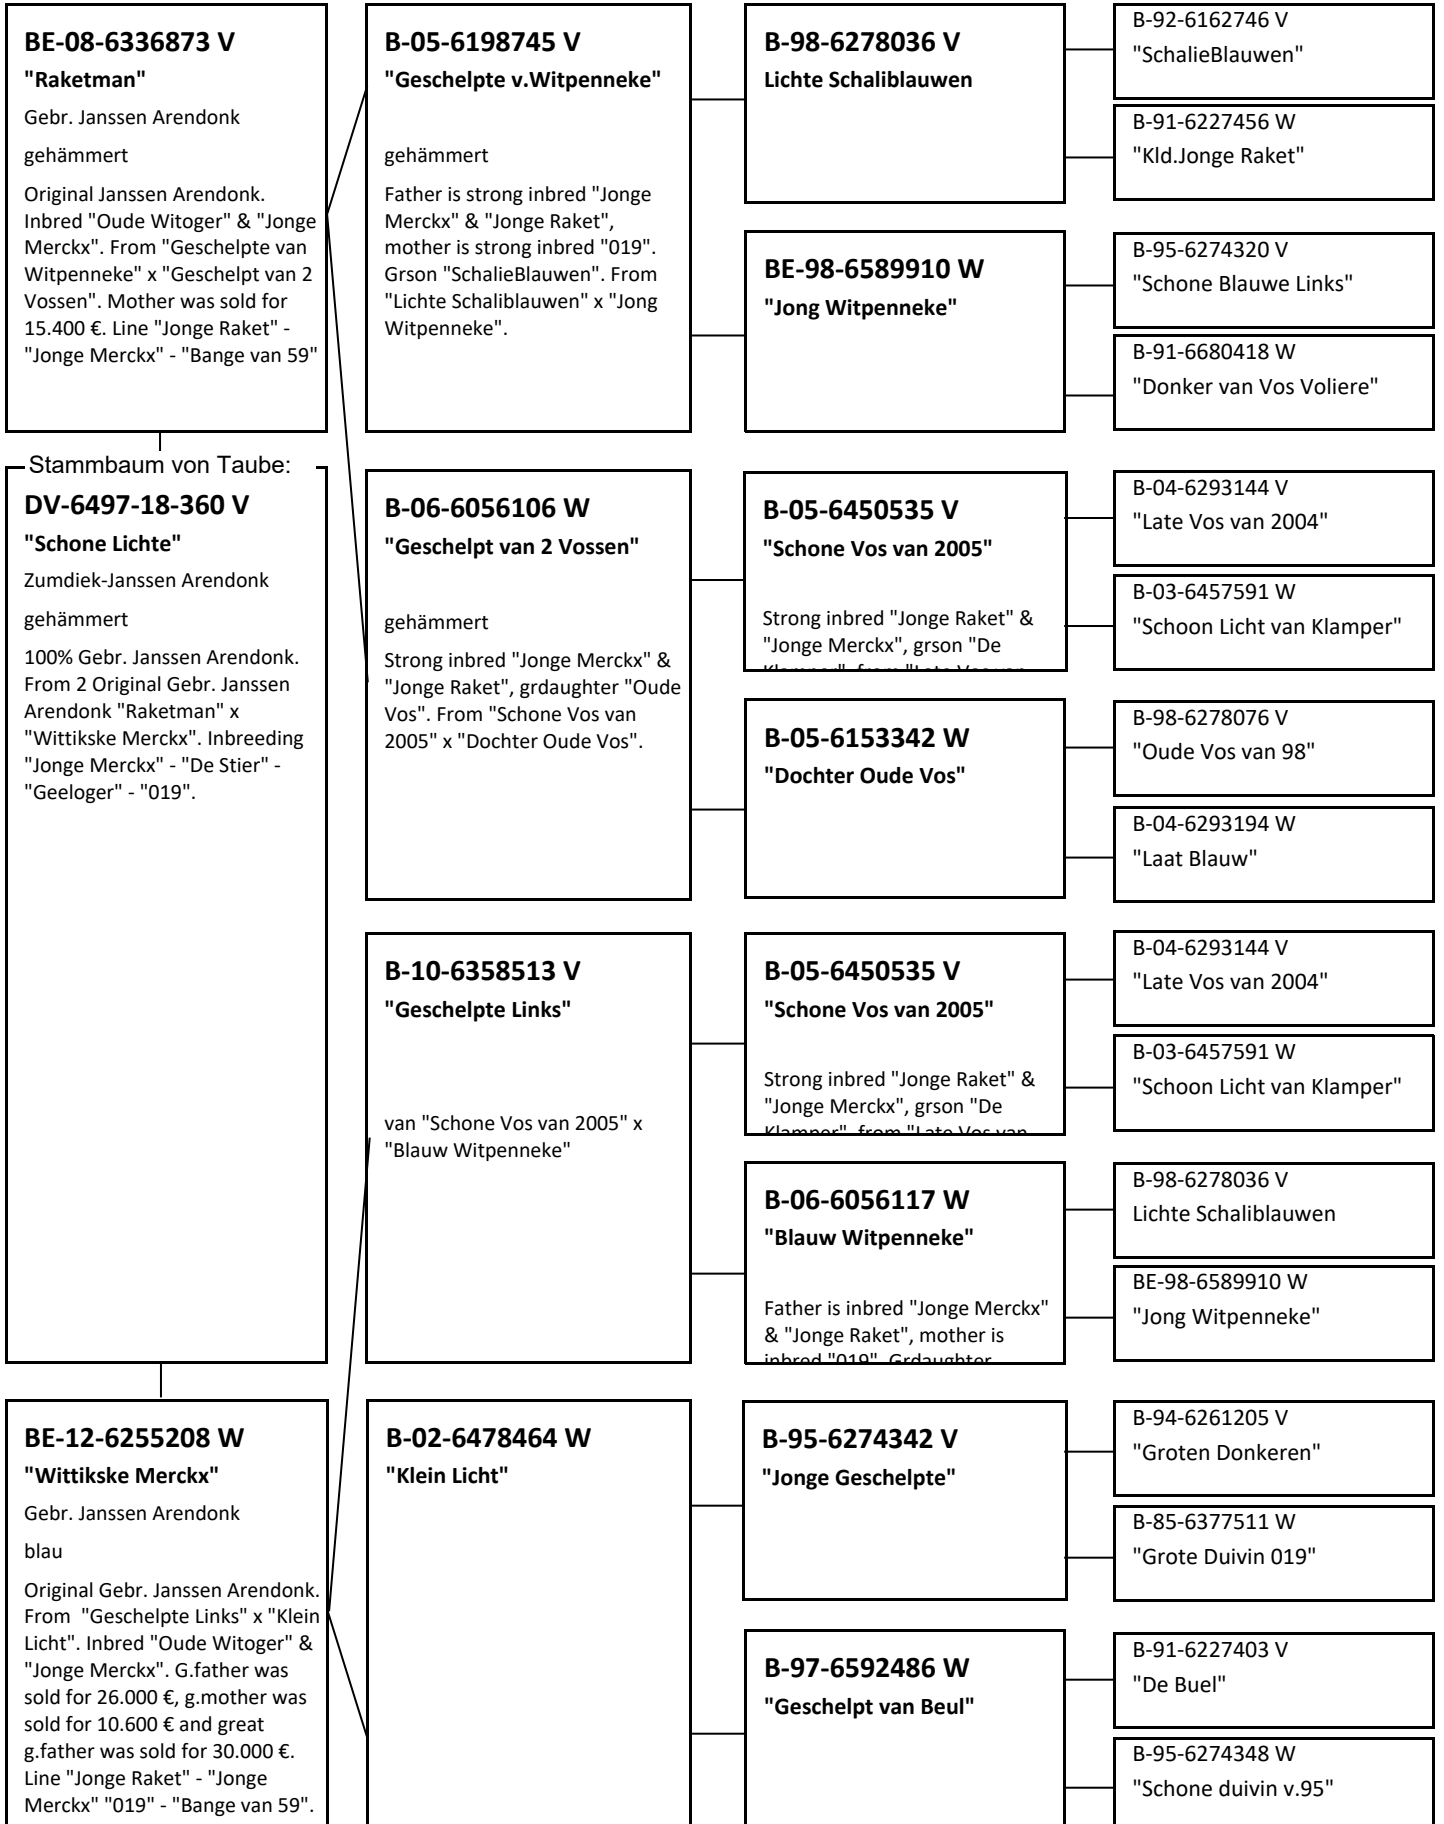 BE-08-6336873 V
"Raketman"
Gebr. Janssen Arendonk
gehämmert
Original Janssen Arendonk.
Inbred "Oude Witoger" & "Jonge
Merckx". From "Geschelpte van
Witpenneke" x "Geschelpt van 2
Vossen". Mother was sold for
15.400 €. Line "Jonge Raket" -
"Jonge Merckx" - "Bange van 59"
Stammbaum von Taube:
DV-6497-18-360 V
"Schone Lichte"
Zumdiek-Janssen Arendonk
gehämmert
100% Gebr. Janssen Arendonk.
From 2 Original Gebr. Janssen
Arendonk "Raketman" x
"Wittikske Merckx". Inbreeding
"Jonge Merckx" - "De Stier" -
"Geeloger" - "019".
BE-12-6255208 W
"Wittikske Merckx"
Gebr. Janssen Arendonk
blau
Original Gebr. Janssen Arendonk.
From  "Geschelpte Links" x "Klein
Licht". Inbred "Oude Witoger" &
"Jonge Merckx". G.father was
sold for 26.000 €, g.mother was
sold for 10.600 € and great
g.father was sold for 30.000 €.
Line "Jonge Raket" - "Jonge
Merckx" "019" - "Bange van 59".
B-05-6198745 V
"Geschelpte v.Witpenneke"
gehämmert
Father is strong inbred "Jonge
Merckx" & "Jonge Raket",
mother is strong inbred "019".
Grson "SchalieBlauwen". From
"Lichte Schaliblauwen" x "Jong
Witpenneke".
B-06-6056106 W
"Geschelpt van 2 Vossen"
gehämmert
Strong inbred "Jonge Merckx" &
"Jonge Raket", grdaughter "Oude
Vos". From "Schone Vos van
2005" x "Dochter Oude Vos".
B-10-6358513 V
"Geschelpte Links"
van "Schone Vos van 2005" x
"Blauw Witpenneke"
B-02-6478464 W
"Klein Licht"
B-98-6278036 V
Lichte Schaliblauwen
BE-98-6589910 W
"Jong Witpenneke"
B-05-6450535 V
"Schone Vos van 2005"
Strong inbred "Jonge Raket" &
"Jonge Merckx", grson "De
Klamper", from "Late Vos van
B-05-6153342 W
"Dochter Oude Vos"
B-05-6450535 V
"Schone Vos van 2005"
Strong inbred "Jonge Raket" &
"Jonge Merckx", grson "De
Klamper", from "Late Vos van
B-06-6056117 W
"Blauw Witpenneke"
Father is inbred "Jonge Merckx"
& "Jonge Raket", mother is
inbred "019". Grdaughter
B-95-6274342 V
"Jonge Geschelpte"
B-97-6592486 W
"Geschelpt van Beul"
B-92-6162746 V
"SchalieBlauwen"
B-91-6227456 W
"Kld.Jonge Raket"
B-95-6274320 V
"Schone Blauwe Links"
B-91-6680418 W
"Donker van Vos Voliere"
B-04-6293144 V
"Late Vos van 2004"
B-03-6457591 W
"Schoon Licht van Klamper"
B-98-6278076 V
"Oude Vos van 98"
B-04-6293194 W
"Laat Blauw"
B-04-6293144 V
"Late Vos van 2004"
B-03-6457591 W
"Schoon Licht van Klamper"
B-98-6278036 V
Lichte Schaliblauwen
BE-98-6589910 W
"Jong Witpenneke"
B-94-6261205 V
"Groten Donkeren"
B-85-6377511 W
"Grote Duivin 019"
B-91-6227403 V
"De Buel"
B-95-6274348 W
"Schone duivin v.95"